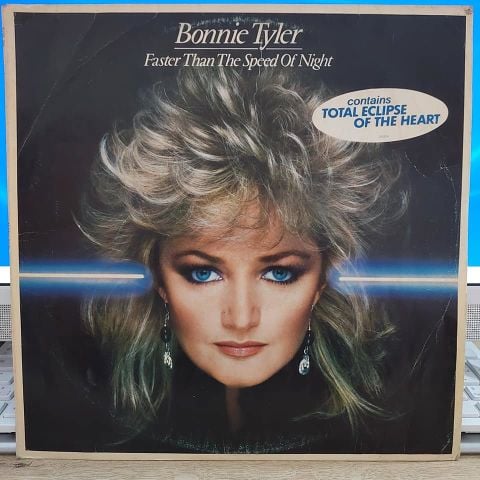 Bonnie Tyler
Faster Than The Speed Of Night
contains
TOTAL ECLIPSE
OF THE HEART